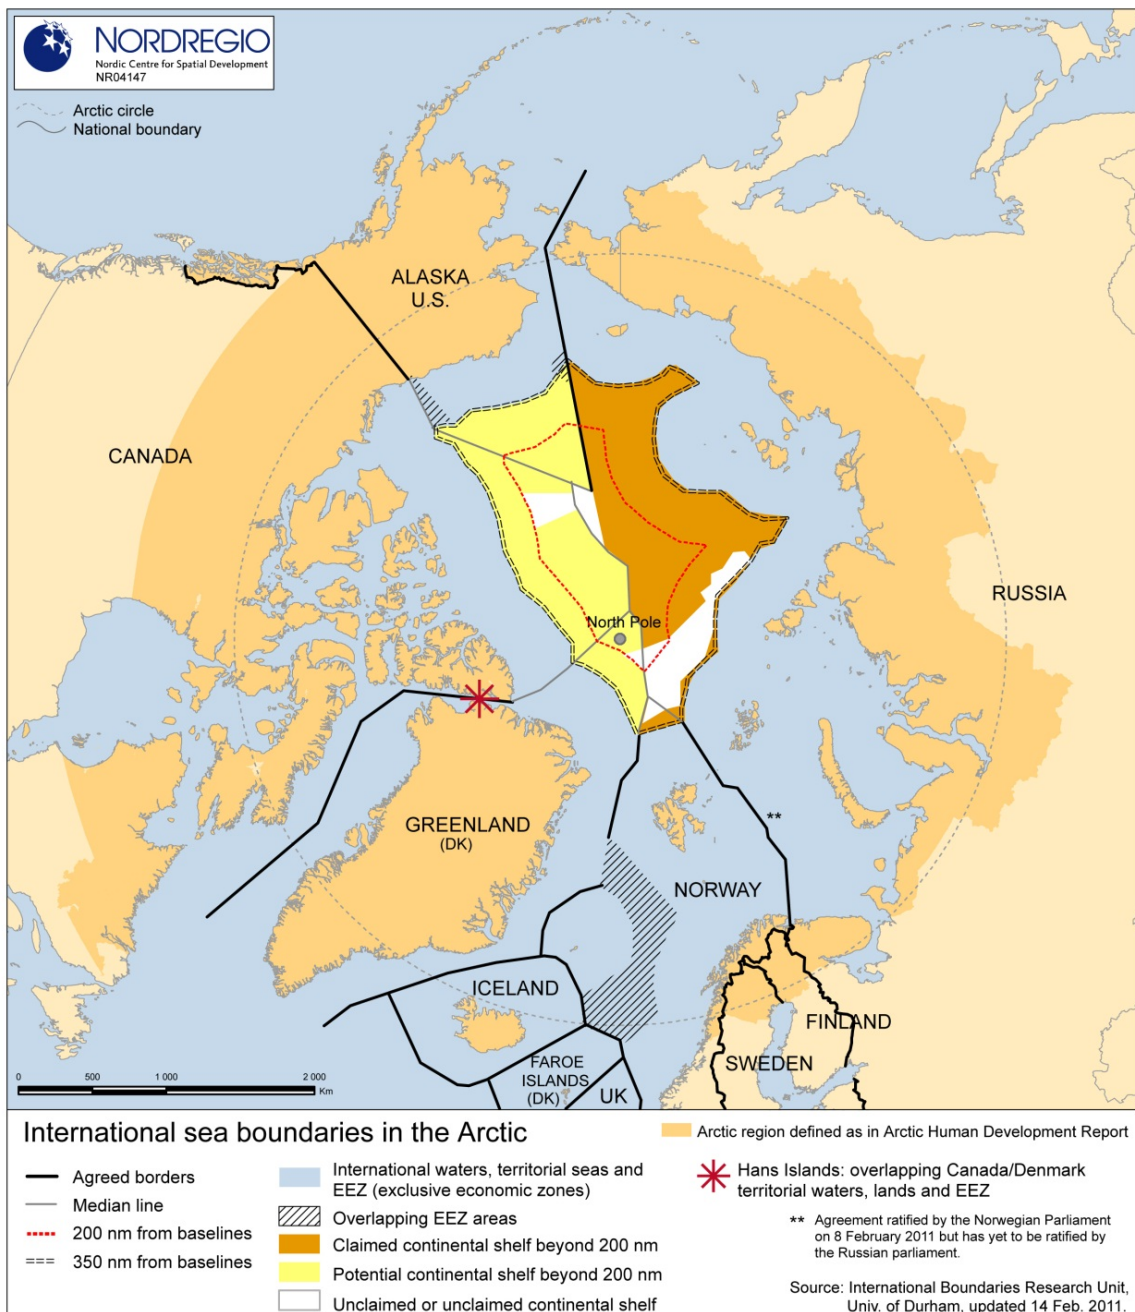 NORDREGIO
Nordic Centre for Spatial Development
NR04147
Arctic circle
National boundary
ALASKA
U.S.
CANADA
RUSSIA
North Pole
GREENLAND
(DK)
**
NORWAY
ICELAND
FINLAND
SWEDEN
FAROE
ISLANDS
(DK)
UK
0 500 1 000 2 000
Km
International sea boundaries in the Arctic
Agreed borders
Median line
200 nm from baselines
350 nm from baselines
International waters, territorial seas and
EEZ (exclusive economic zones)
Overlapping EEZ areas
Claimed continental shelf beyond 200 nm
Potential continental shelf beyond 200 nm
Unclaimed or unclaimed continental shelf
Arctic region defined as in Arctic Human Development Report
Hans Islands: overlapping Canada/Denmark
territorial waters, lands and EEZ
** Agreement ratified by the Norwegian Parliament
on 8 February 2011 but has yet to be ratified by
the Russian parliament.
Source: International Boundaries Research Unit,
Univ. of Durham, updated 14 Feb. 2011.